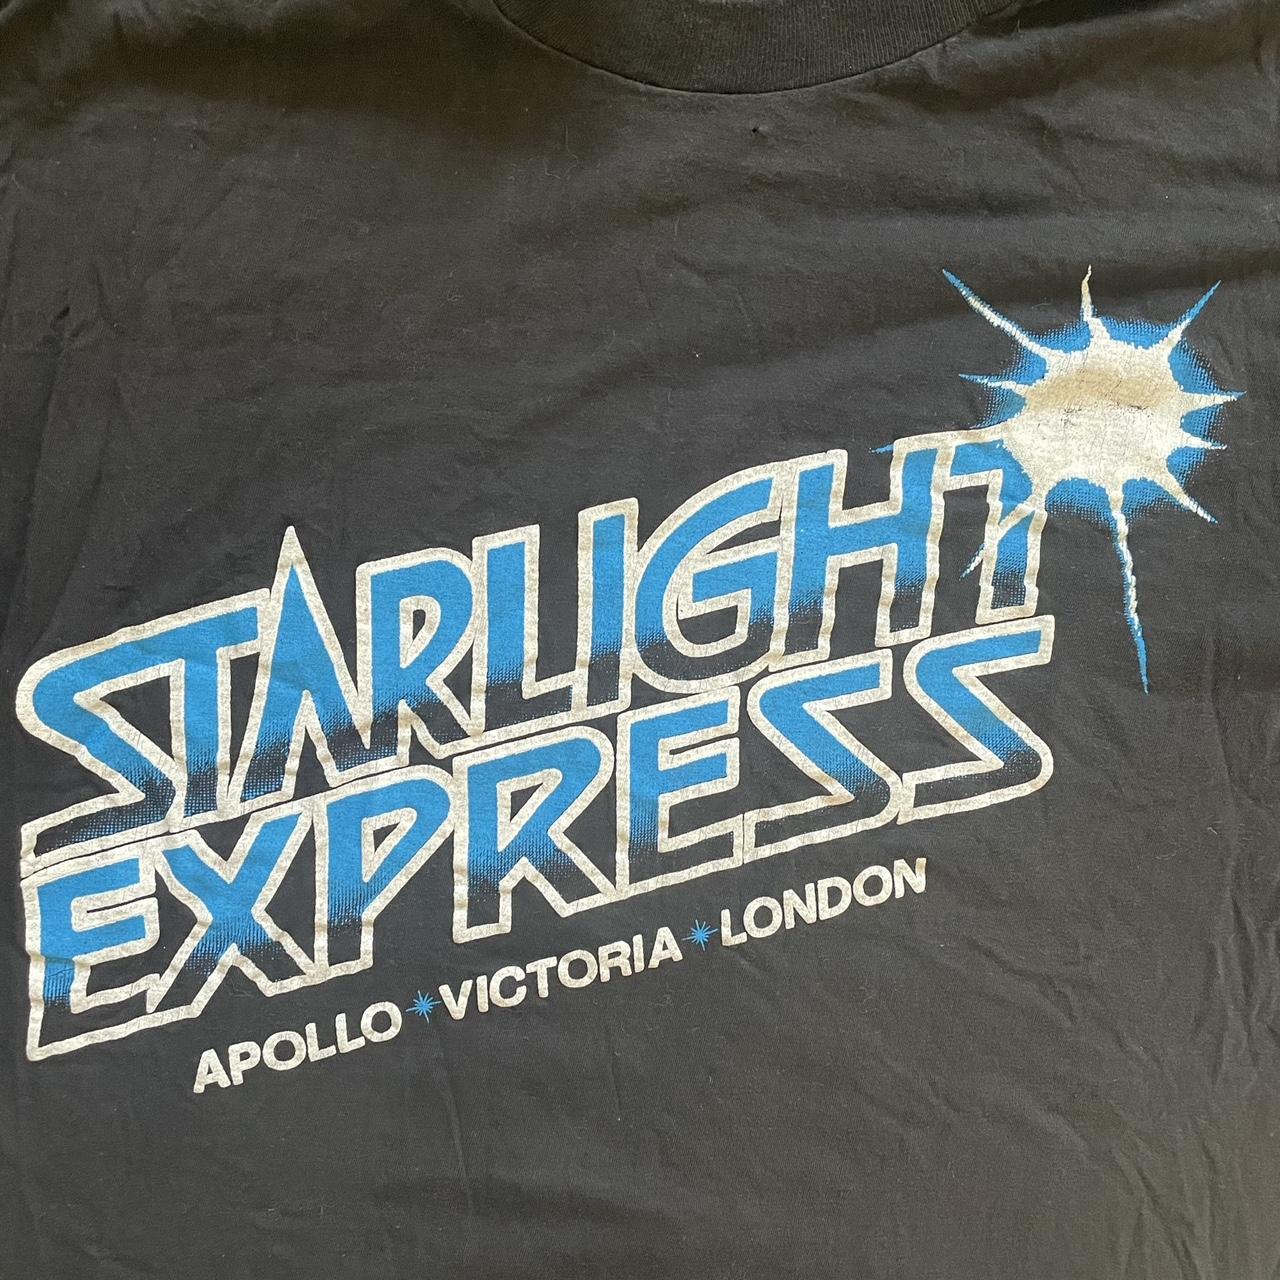 STARLIGHT
EXPRESS
APOLLO * VICTORIA * LONDON